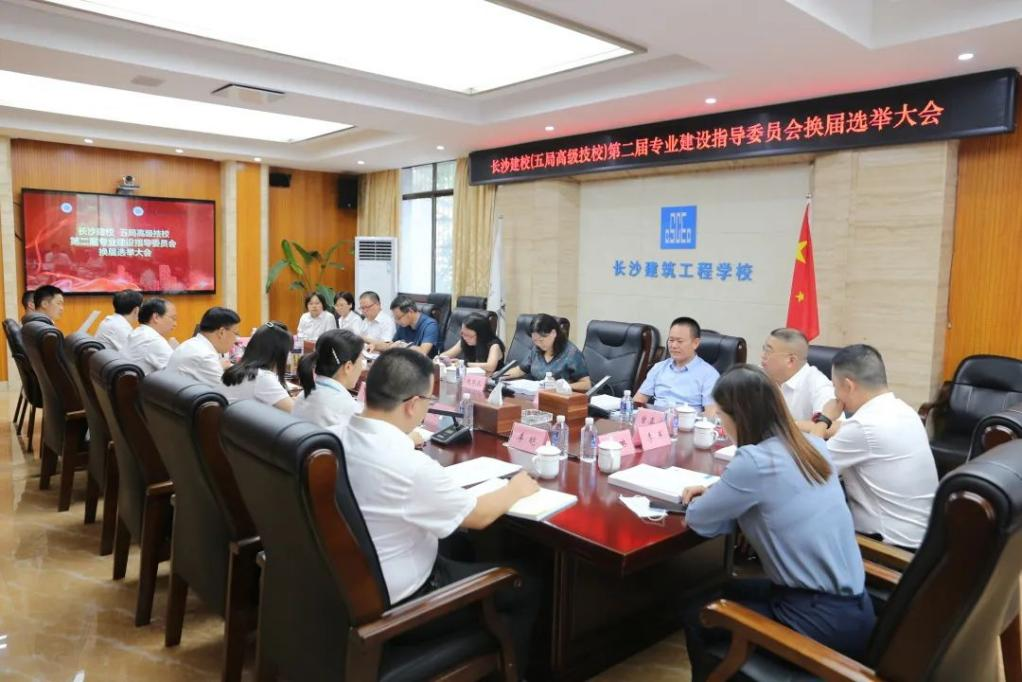 长沙建校(五局高级技校)第二届专业建设指导委员会换届选举大会
长沙建校 五局高级技校
第二届专业建设指导委员会
换届选举大会
长沙建筑工程学校